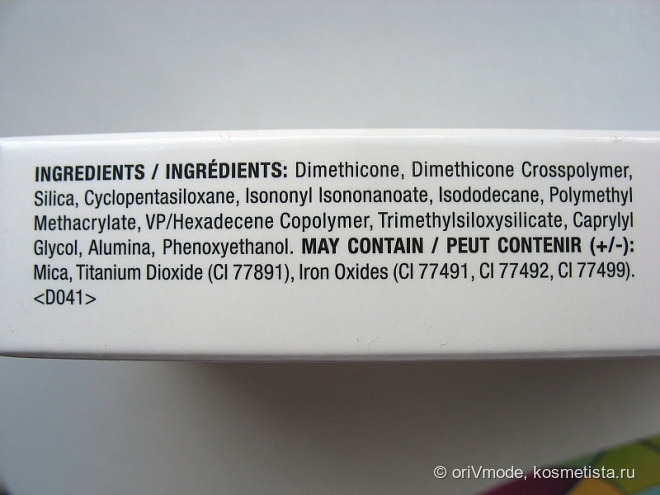 INGREDIENTS / INGRÉDIENTS: Dimethicone, Dimethicone Crosspolymer,
Silica, Cyclopentasiloxane, Isononyl Isononanoate, Isododecane, Polymethyl
Methacrylate, VP/Hexadecene Copolymer, Trimethylsiloxysilicate, Caprylyl
Glycol, Alumina, Phenoxyethanol. MAY CONTAIN / PEUT CONTENIR (+/-):
Mica, Titanium Dioxide (CI 77891), Iron Oxides (CI 77491, CI 77492, CI 77499).
<D041>
© oriVmode, kosmetista.ru